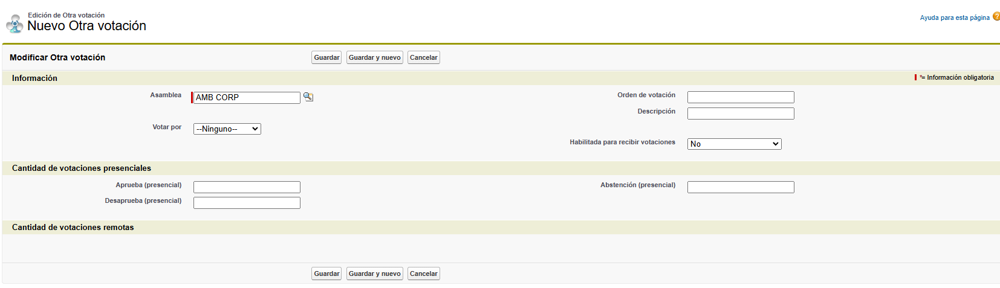 Edición de Otra votación
Nuevo Otra votación
Ayuda para esta página
Modificar Otra votación
Guardar
Guardar y nuevo
Cancelar
Información
*= Información obligatoria
Asamblea
AMB CORP
Orden de votación
Descripción
Votar por
--Ninguno--
Habilitada para recibir votaciones
No
Cantidad de votaciones presenciales
Aprueba (presencial)
Abstención (presencial)
Desaprueba (presencial)
Cantidad de votaciones remotas
Guardar
Guardar y nuevo
Cancelar